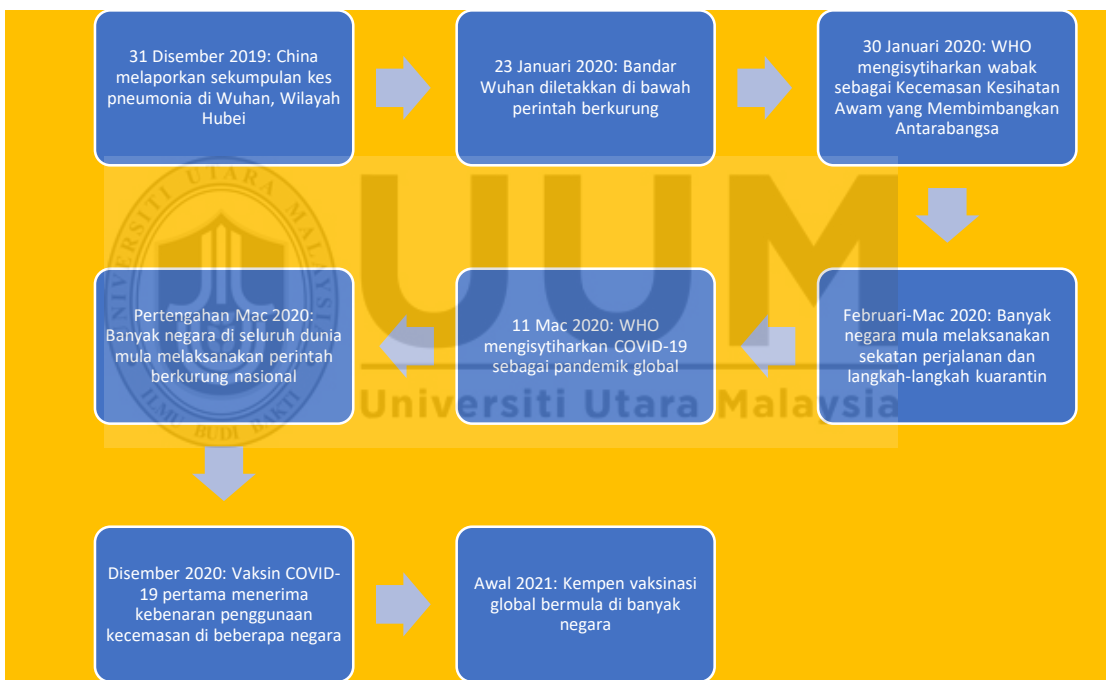 31 Disember 2019: China
melaporkan sekumpulan kes
pneumonia di Wuhan, Wilayah
Hubei
23 Januari 2020: Bandar
Wuhan diletakkan di bawah
perintah berkurung
30 Januari 2020: WHO
mengisytiharkan wabak
sebagai Kecemasan Kesihatan
Awam yang Membimbangkan
Antarabangsa
Februari-Mac 2020: Banyak
negara mula melaksanakan
sekatan perjalanan dan
langkah-langkah kuarantin
11 Mac 2020: WHO
mengisytiharkan COVID-19
sebagai pandemik global
Pertengahan Mac 2020:
Banyak negara di seluruh dunia
mula melaksanakan perintah
berkurung nasional
Disember 2020: Vaksin COVID-
19 pertama menerima
kebenaran penggunaan
kecemasan di beberapa negara
Awal 2021: Kempen vaksinasi
global bermula di banyak
negara
UNIVERSITI UTARA MALAYSIA
ILMU BUDI BAKTI
UUM
Universiti Utara Malaysia